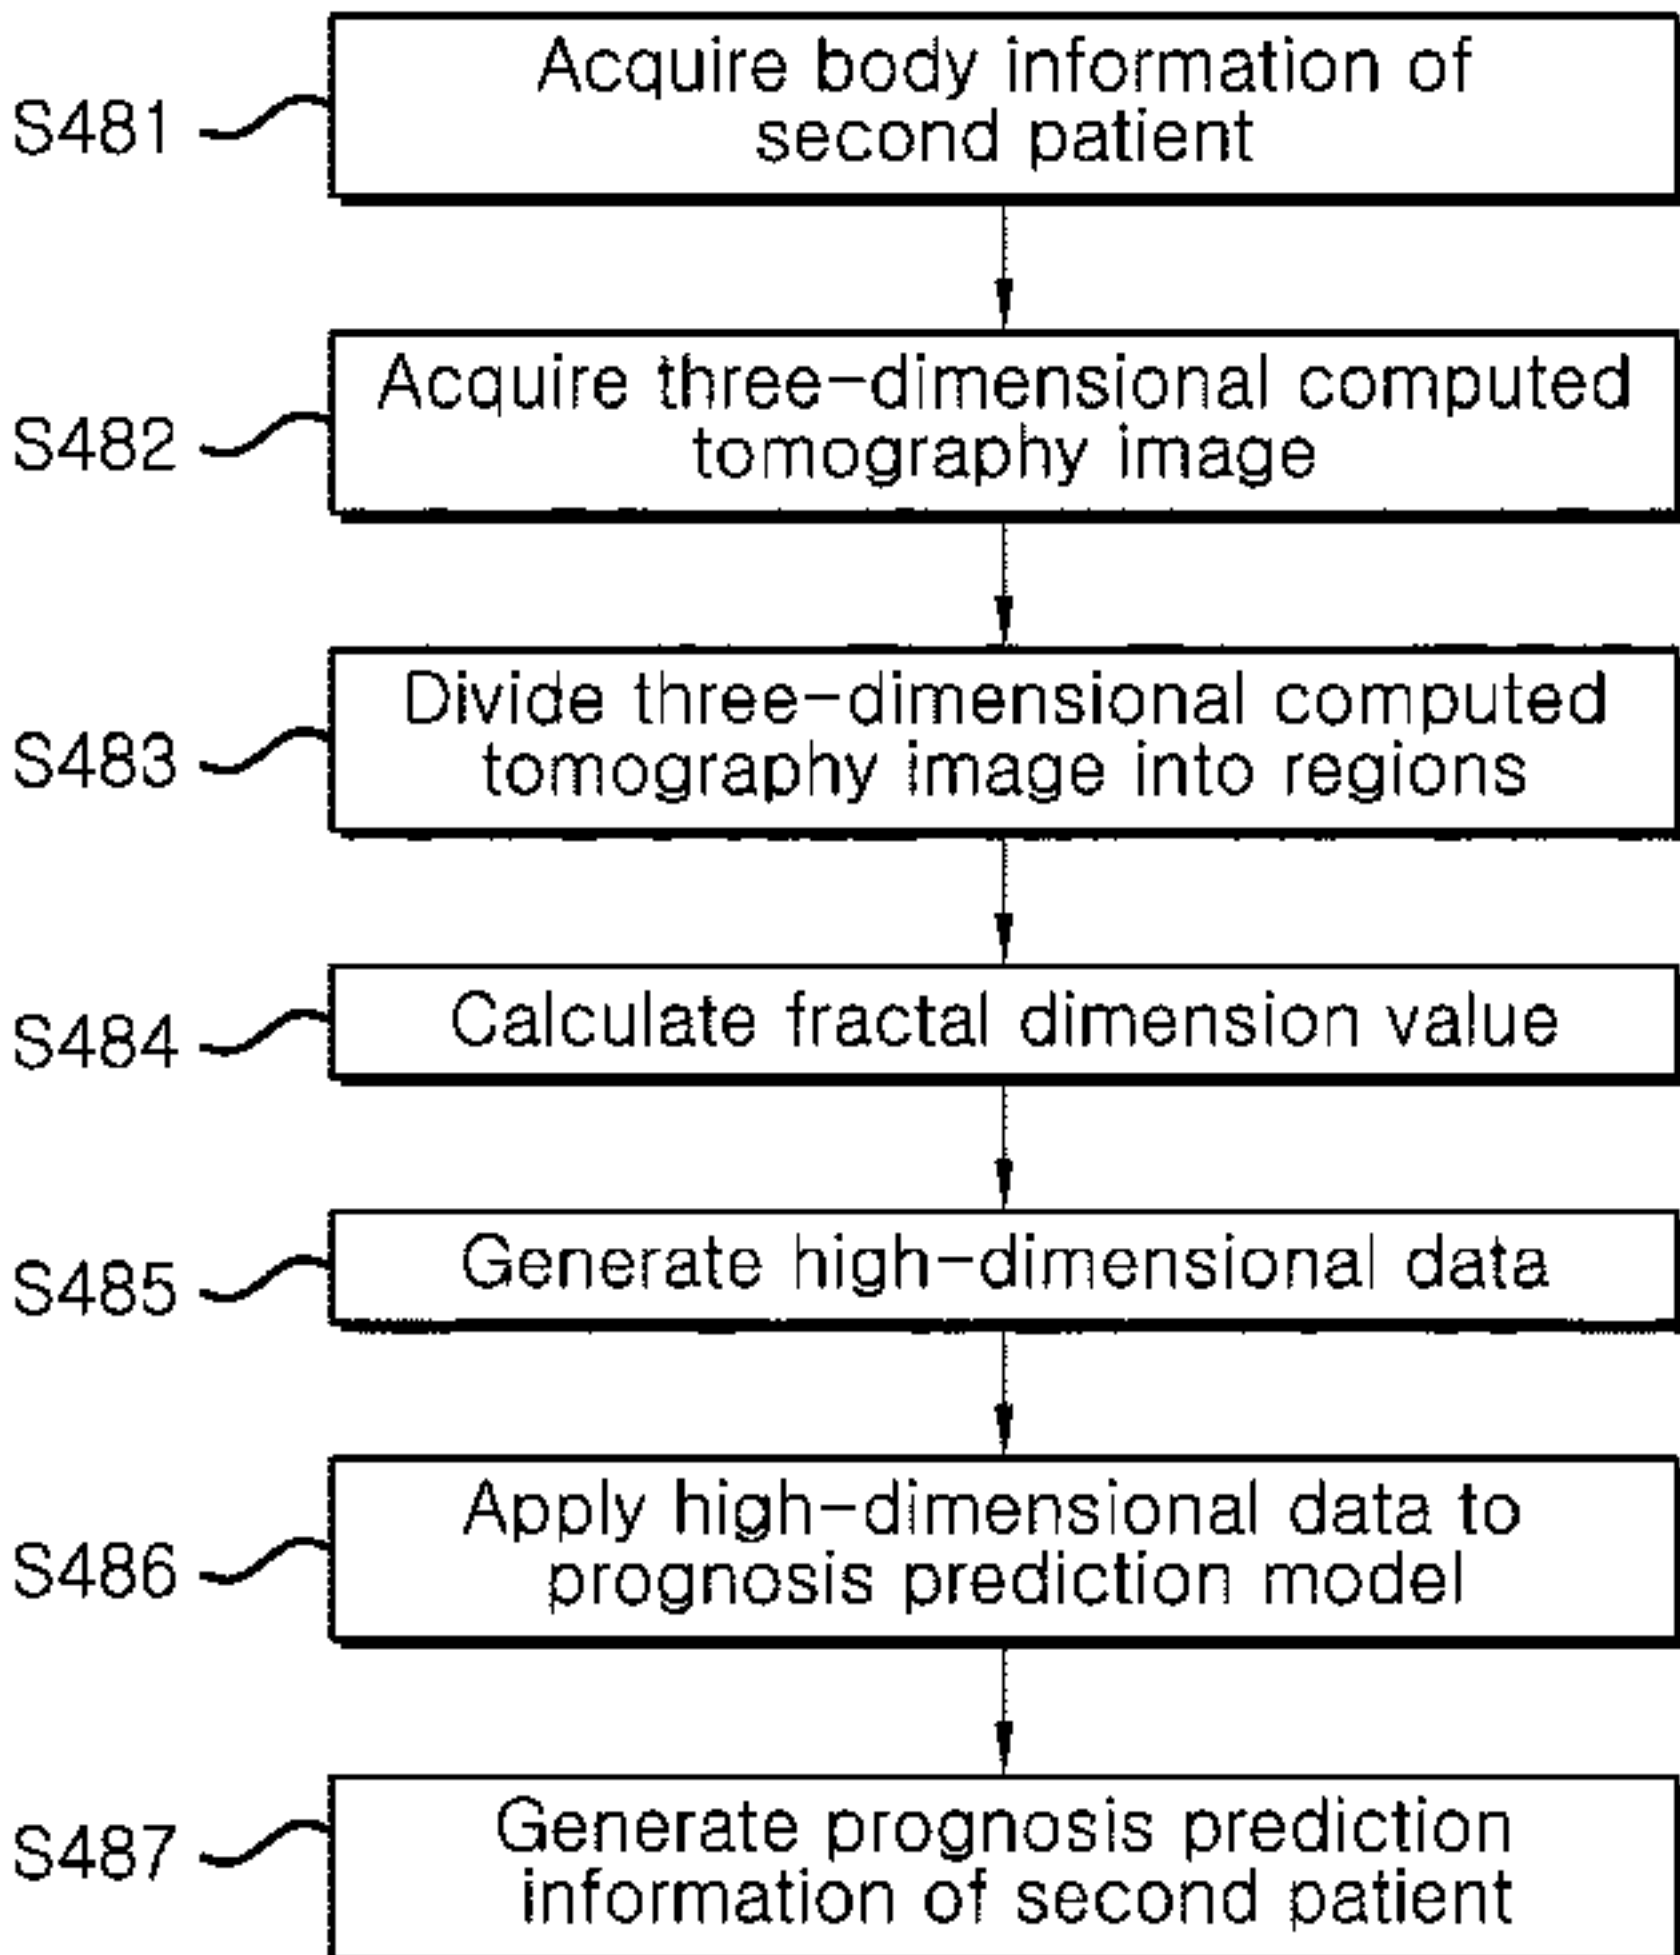 Acquire body information of
S481
second patient
Acquire three-dimensional computed
S482
tomography image
Divide three-dimensional computed
S483
tomography image into regions
S484
Calculate fractal dimension value
S485
Generate high-dimensional data
Apply high-dimensional data to
S486
prognosis prediction model
Generate prognosis prediction
S487
information of second patient